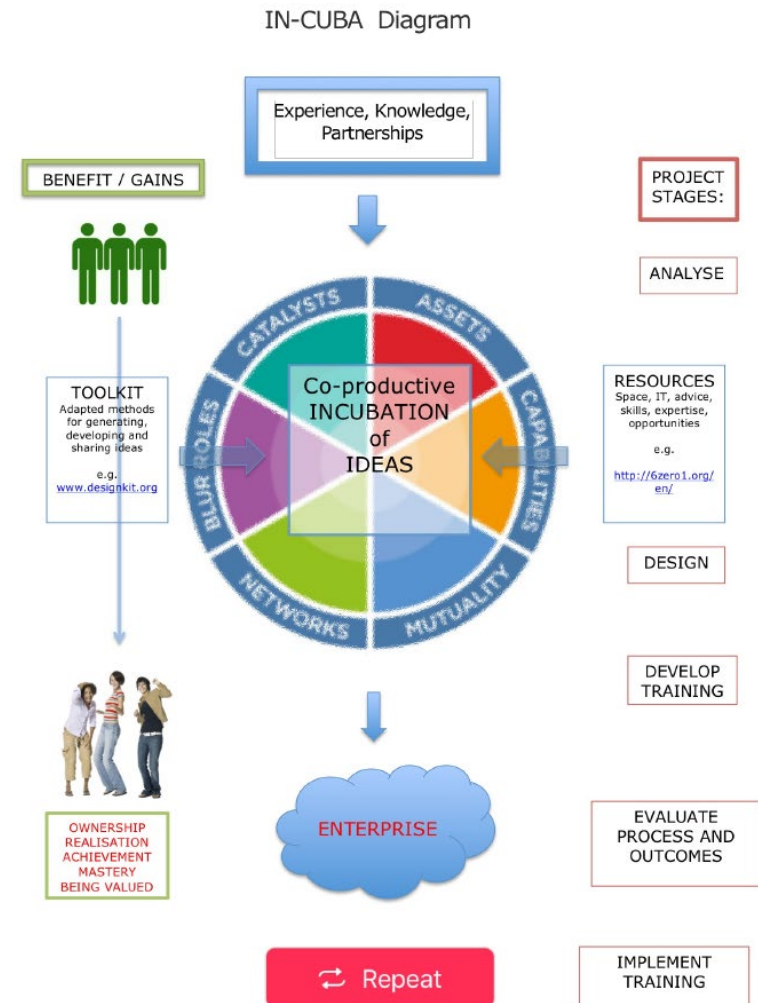 IN-CUBA Diagram
Experience, Knowledge,
Partnerships
BENEFIT / GAINS
PROJECT
STAGES:
ANALYSE
CATALYSTS
ASSETS
CAPABILITIES
MUTUALITY
NETWORKS
BLUR ROLES
Co-productive
INCUBATION
of
IDEAS
TOOLKIT
Adapted methods
for generating,
developing and
sharing ideas
e.g.
www.designkit.org
RESOURCES
Space, IT, advice,
skills, expertise,
opportunities
e.g.
http://6zero1.org/
en/
DESIGN
DEVELOP
TRAINING
ENTERPRISE
OWNERSHIP
REALISATION
ACHIEVEMENT
MASTERY
BEING VALUED
EVALUATE
PROCESS AND
OUTCOMES
Repeat
IMPLEMENT
TRAINING